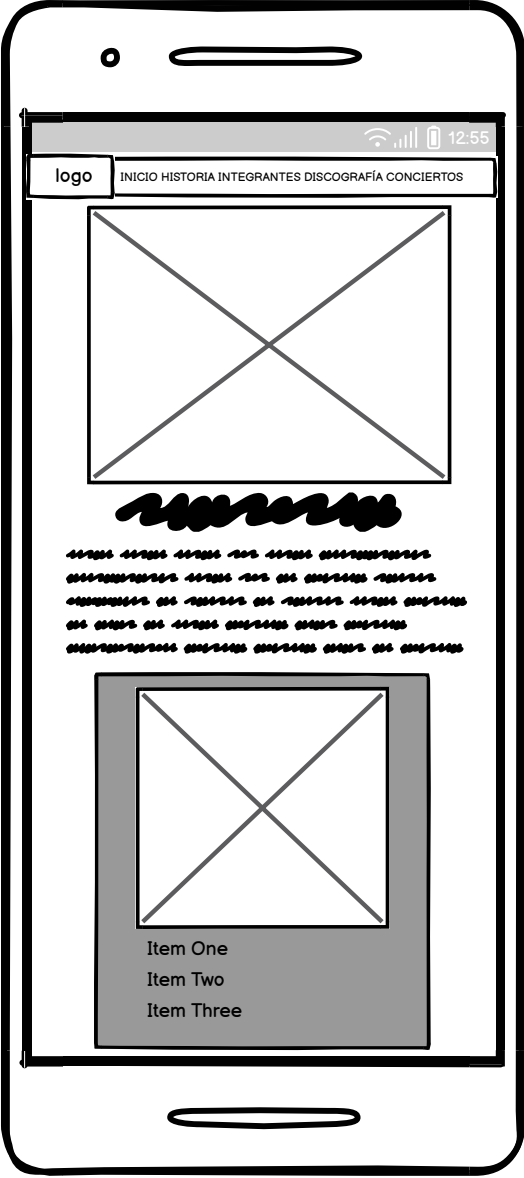 12:55
logo
INICIO HISTORIA INTEGRANTES DISCOGRAFÍA CONCIERTOS
Item One
Item Two
Item Three